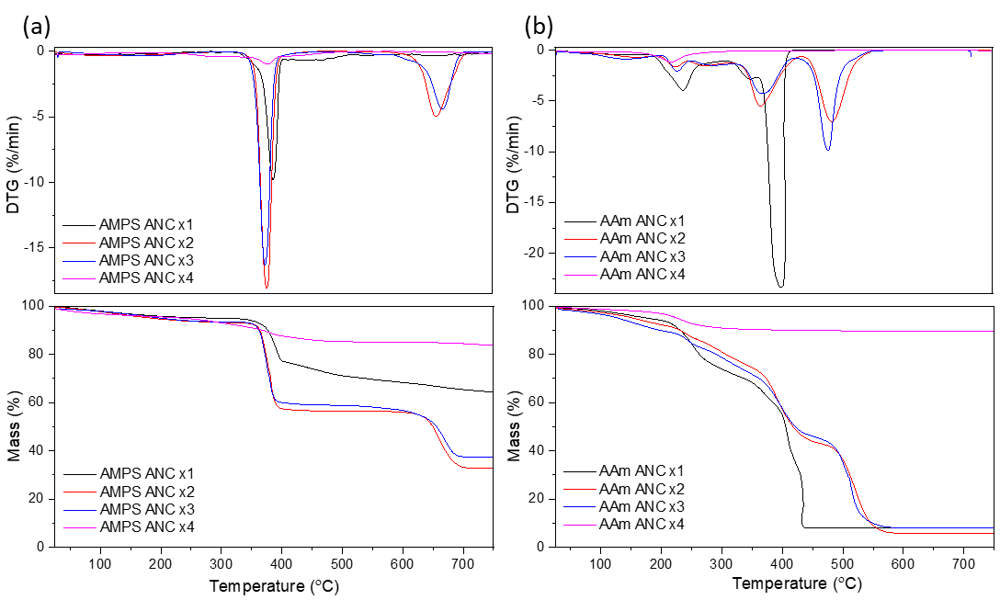 (a)
DTG (%/min)
0
-5
-10
-15
AMPS ANC x1
AMPS ANC x2
AMPS ANC x3
AMPS ANC x4
Mass (%)
100
80
60
40
20
0
AMPS ANC x1
AMPS ANC x2
AMPS ANC x3
AMPS ANC x4
100 200 300 400 500 600 700
Temperature (°C)
(b)
DTG (%/min)
0
-5
-10
-15
-20
AAm ANC x1
AAm ANC x2
AAm ANC x3
AAm ANC x4
Mass (%)
100
80
60
40
20
0
AAm ANC x1
AAm ANC x2
AAm ANC x3
AAm ANC x4
100 200 300 400 500 600 700
Temperature (°C)